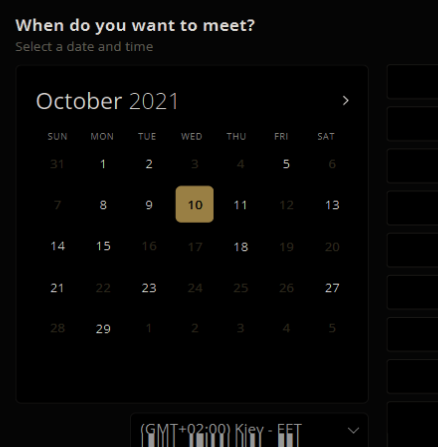 When do you want to meet?
Select a date and time
October 2021
SUN MON TUE WED THU FRI SAT
31 1 2 3 4 5 6
7 8 9 10 11 12 13
14 15 16 17 18 19 20
21 22 23 24 25 26 27
28 29 1 2 3 4 5
(GMT+02:00) Kiev - EET